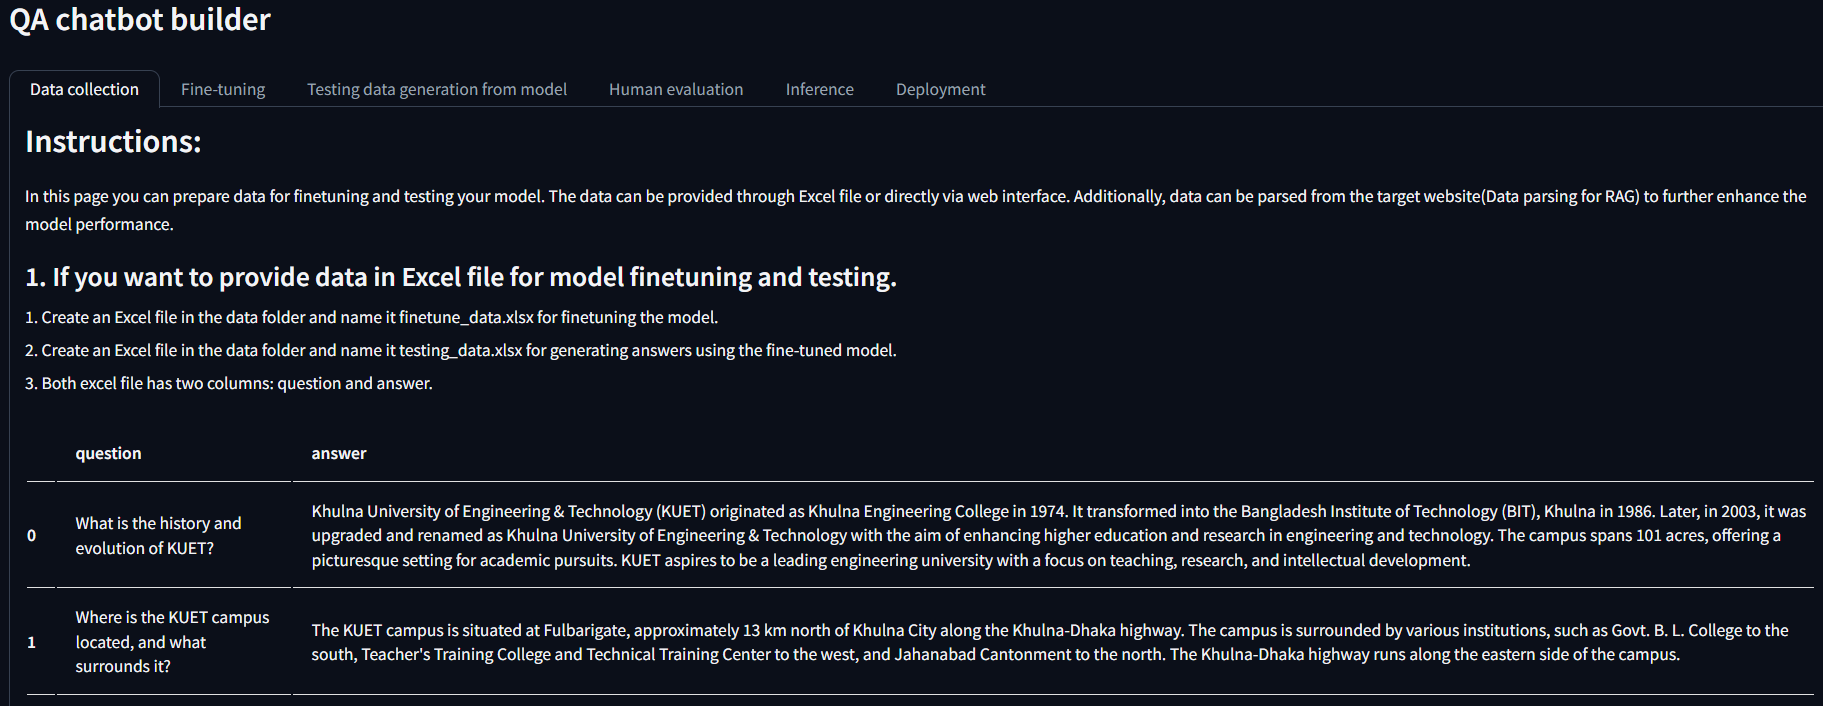 QA chatbot builder
Data collection Fine-tuning Testing data generation from model Human evaluation Inference Deployment
Instructions:
In this page you can prepare data for finetuning and testing your model. The data can be provided through Excel file or directly via web interface. Additionally, data can be parsed from the target website(Data parsing for RAG) to further enhance the
model performance.
1. If you want to provide data in Excel file for model finetuning and testing.
1. Create an Excel file in the data folder and name it finetune_data.xlsx for finetuning the model.
2. Create an Excel file in the data folder and name it testing_data.xlsx for generating answers using the fine-tuned model.
3. Both excel file has two columns: question and answer.
question answer
0
What is the history and
evolution of KUET?
Khulna University of Engineering & Technology (KUET) originated as Khulna Engineering College in 1974. It transformed into the Bangladesh Institute of Technology (BIT), Khulna in 1986. Later, in 2003, it was
upgraded and renamed as Khulna University of Engineering & Technology with the aim of enhancing higher education and research in engineering and technology. The campus spans 101 acres, offering a
picturesque setting for academic pursuits. KUET aspires to be a leading engineering university with a focus on teaching, research, and intellectual development.
1
Where is the KUET campus
located, and what
surrounds it?
The KUET campus is situated at Fulbarigate, approximately 13 km north of Khulna City along the Khulna-Dhaka highway. The campus is surrounded by various institutions, such as Govt. B. L. College to the
south, Teacher's Training College and Technical Training Center to the west, and Jahanabad Cantonment to the north. The Khulna-Dhaka highway runs along the eastern side of the campus.